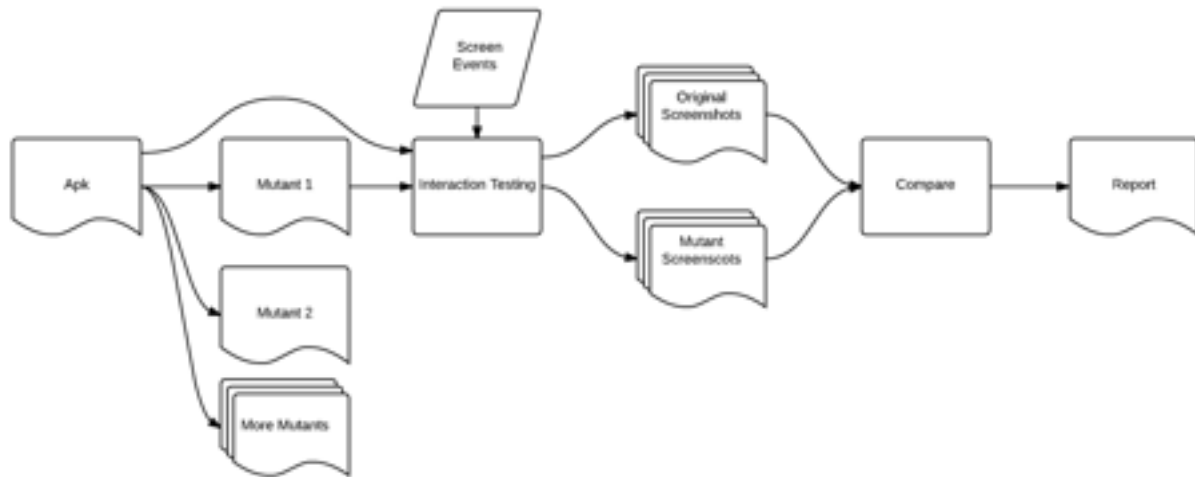 Screen
Events
Original
Screenshots
Apk
Mutant 1
Interaction Testing
Compare
Report
Mutant
Screenscots
Mutant 2
More Mutants